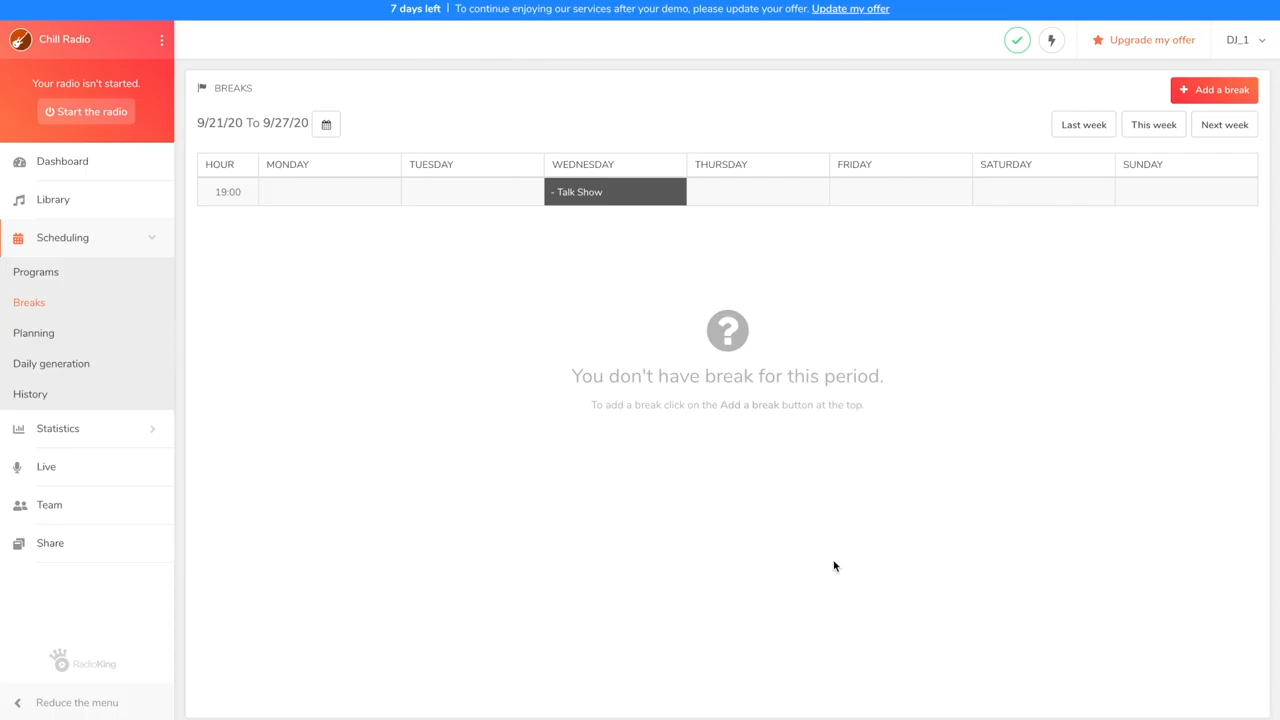 7 days left | To continue enjoying our services after your demo, please update your offer. Update my offer
Chill Radio
Upgrade my offer
DJ_1
Your radio isn't started.
Start the radio
BREAKS
Add a break
9/21/20 To 9/27/20
Last week
This week
Next week
HOUR MONDAY TUESDAY WEDNESDAY THURSDAY FRIDAY SATURDAY SUNDAY
19:00 - Talk Show
Dashboard
Library
Scheduling
Programs
Breaks
Planning
Daily generation
History
Statistics
Live
Team
Share
RadioKing
Reduce the menu
?
You don't have break for this period.
To add a break click on the Add a break button at the top.